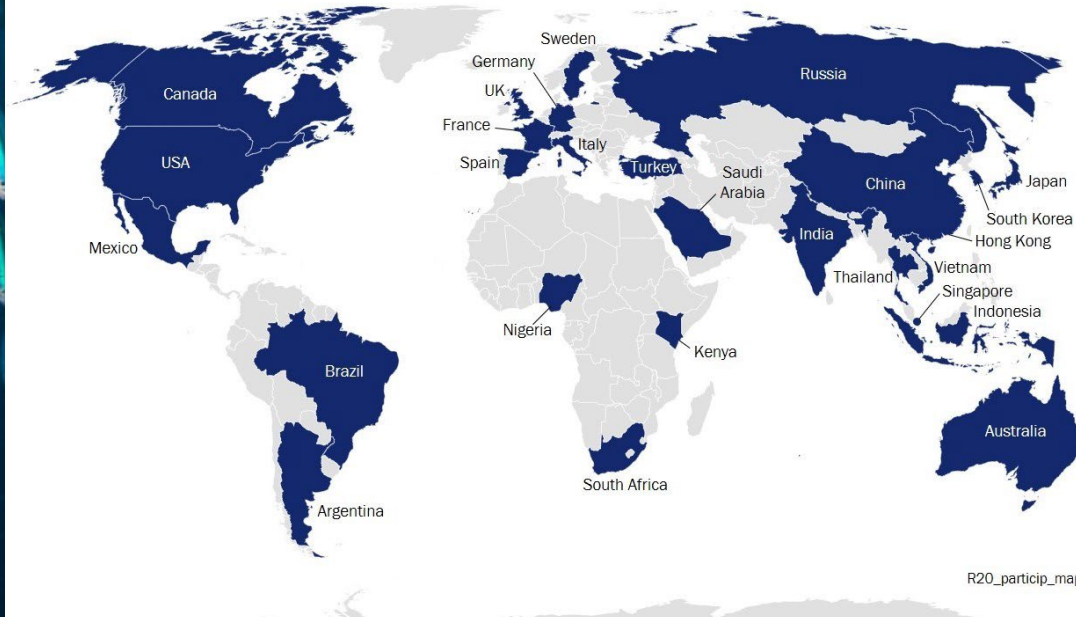 Sweden
Germany
Canada
Russia
UK
France
Italy
USA
Spain
Turkey
Saudi
Arabia
China
Japan
South Korea
Mexico
India
Hong Kong
Thailand
Vietnam
Singapore
Indonesia
Nigeria
Kenya
Brazil
Australia
South Africa
Argentina